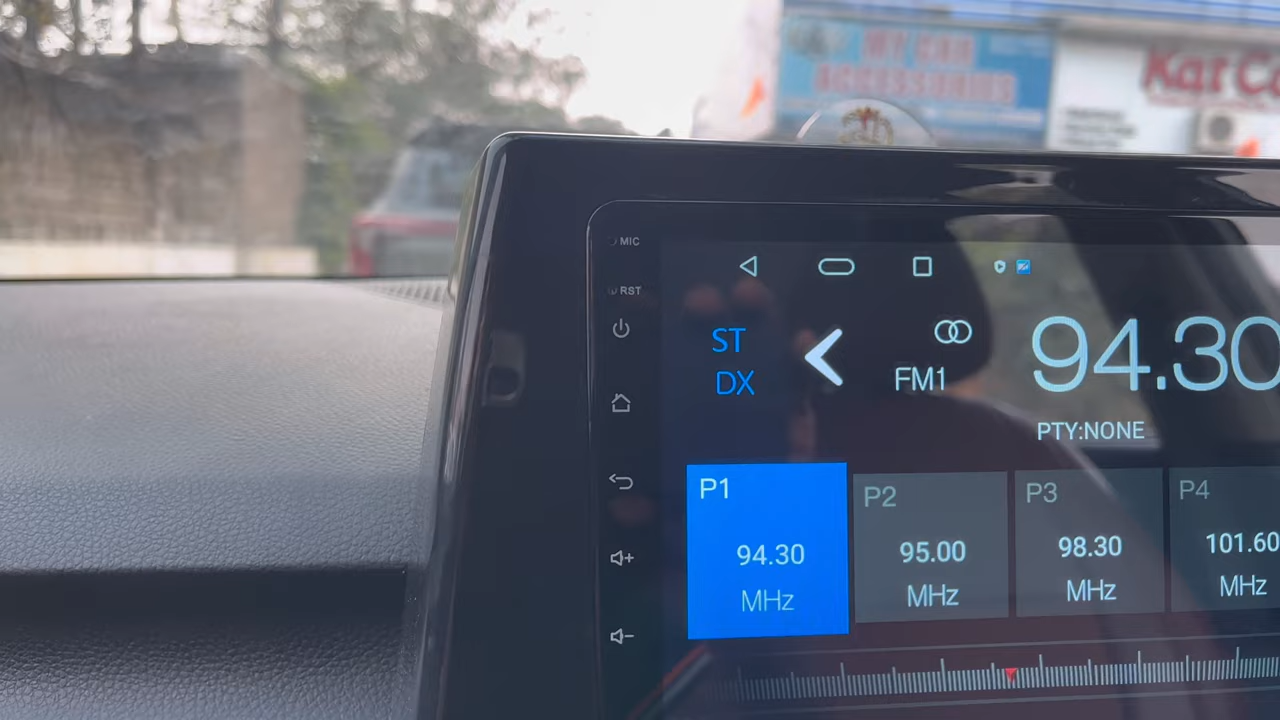 MY CAR
ACCESSORIES
Kat
MIC
RST
ST
DX
FM1
94.30
PTY:NONE
P1
94.30
MHz
P2
95.00
MHz
P3
98.30
MHz
P4
101.60
MHz